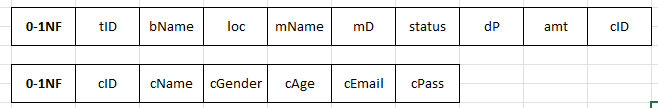 0-1NF tID bName loc mName mD status dP amt cID
0-1NF cID cName cGender cAge cEmail cPass